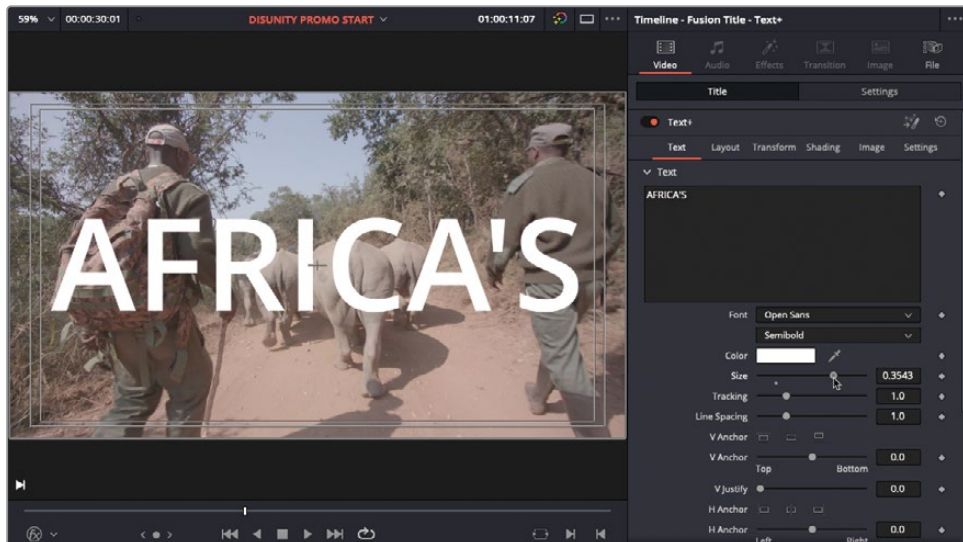 59% 00:00:30:01 DISUNITY PROMO START 01:00:11:07
Timeline - Fusion Title - Text+
Video Audio Effects Transition Image File
Title Settings
Text+
Text Layout Transform Shading Image Settings
Text
AFRICA'S
AFRICA'S
Font Open Sans
Semibold
Color
Size 0.3543
Tracking 1.0
Line Spacing 1.0
V Anchor
V Anchor 0.0
Top Bottom
V Justify 0.0
H Anchor
H Anchor 0.0
Left Right